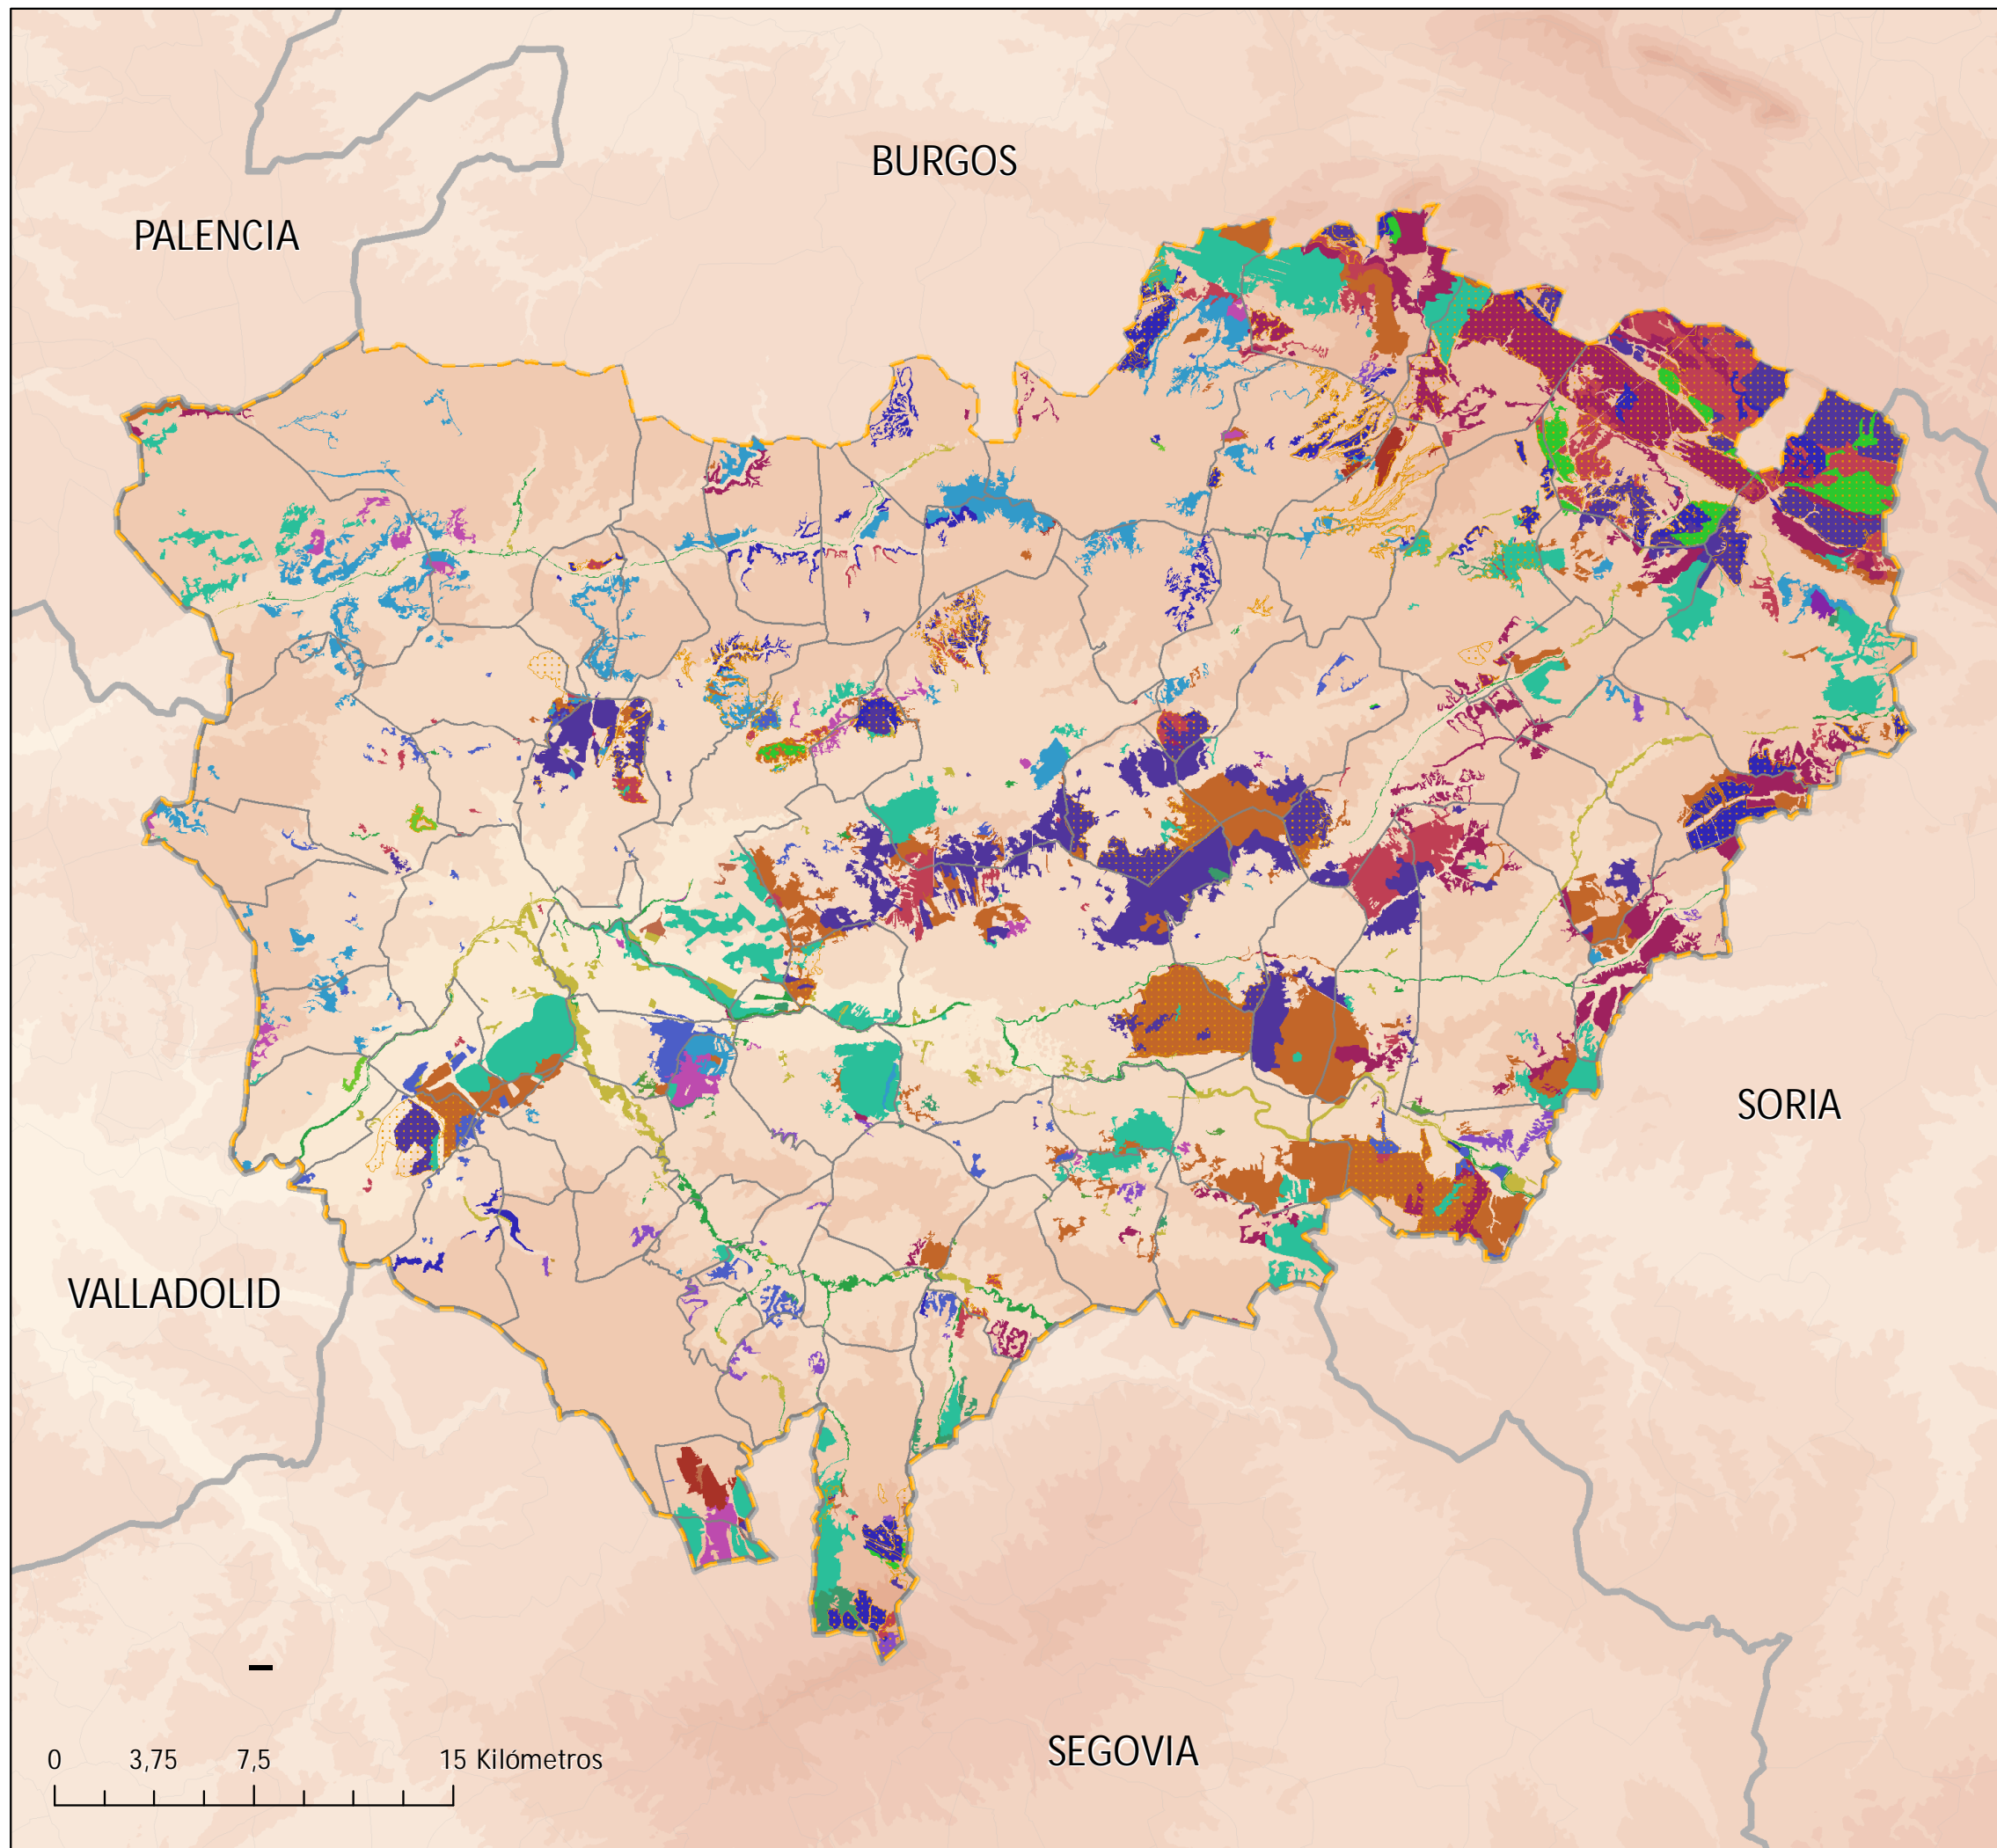 BURGOS
PALENCIA
SORIA
VALLADOLID
SEGOVIA
0 3,75 7,5 15 Kilómetros